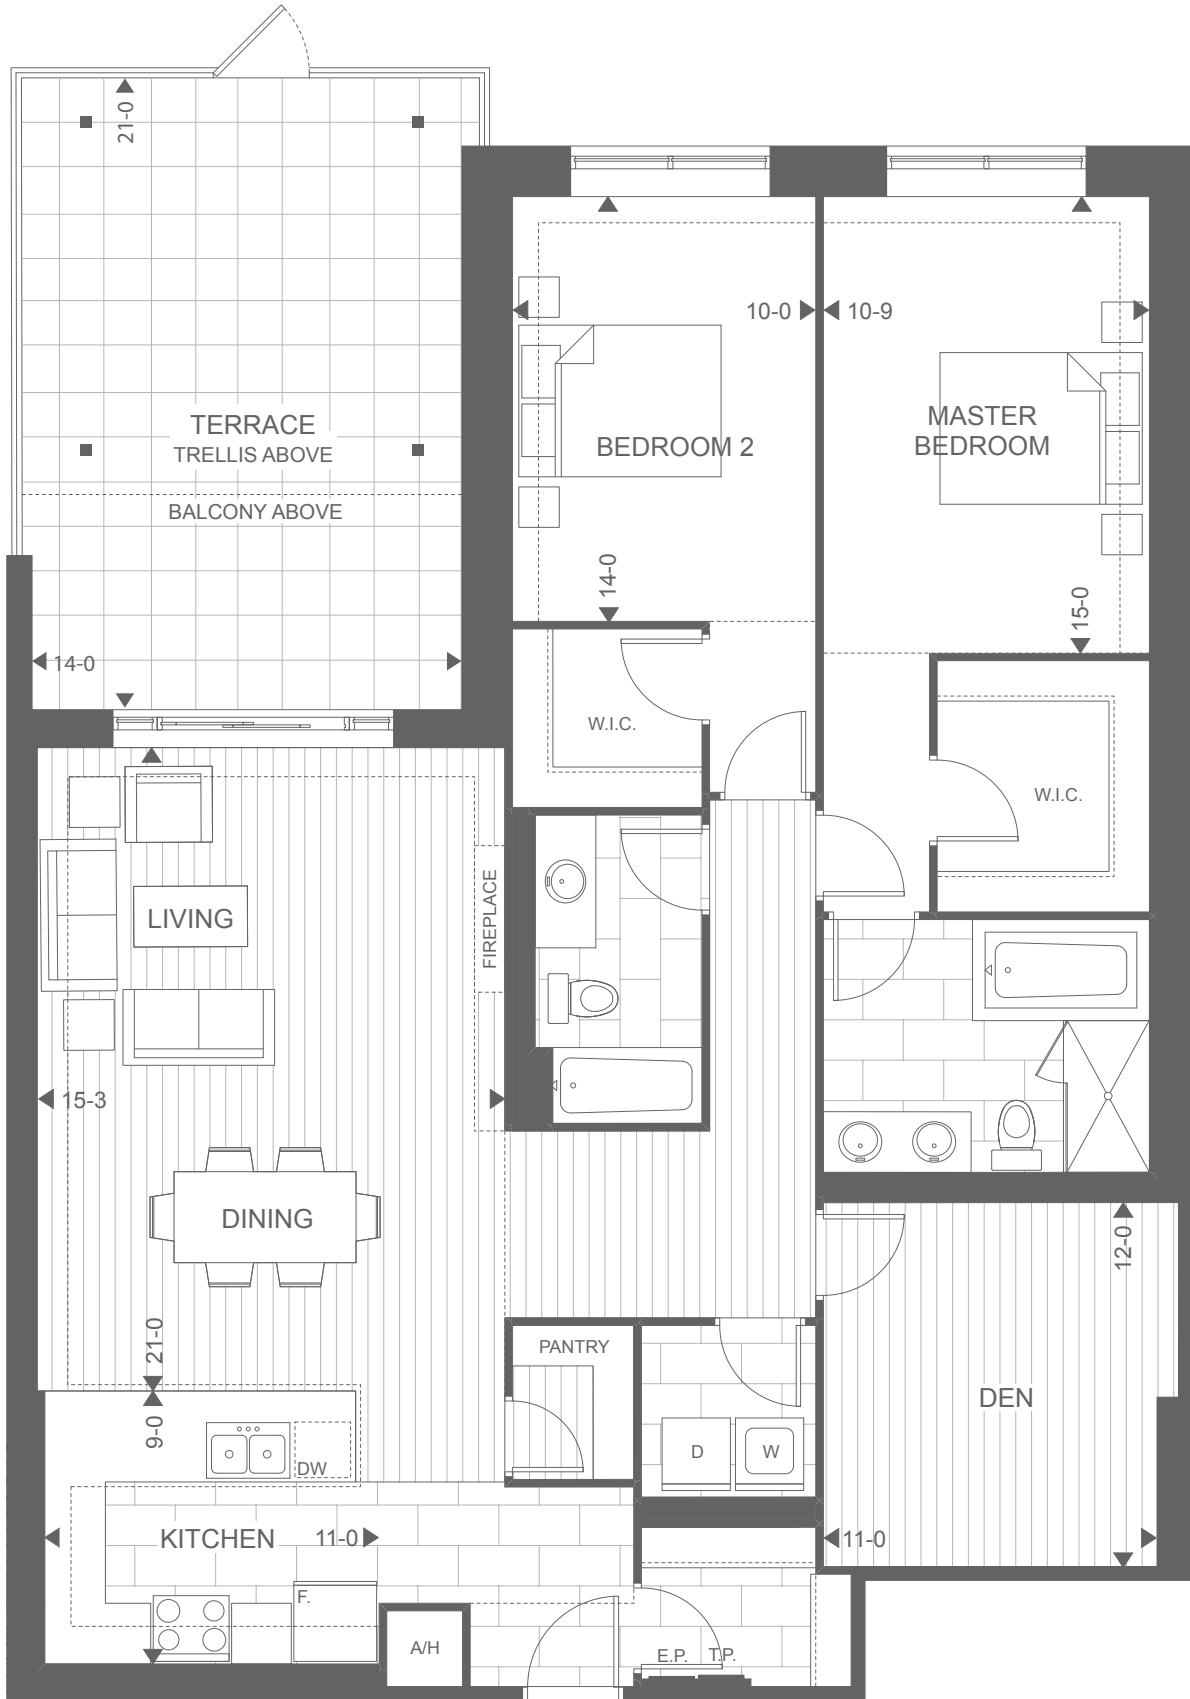 21-0
10-0
10-9
TERRACE
TRELLIS ABOVE
BALCONY ABOVE
BEDROOM 2
MASTER
BEDROOM
14-0
15-0
14-0
W.I.C.
W.I.C.
LIVING
FIREPLACE
15-3
DINING
12-0
21-0
9-0
PANTRY
DEN
D
W
DW
KITCHEN
11-0
11-0
F.
A/H
E.P.
T.P.